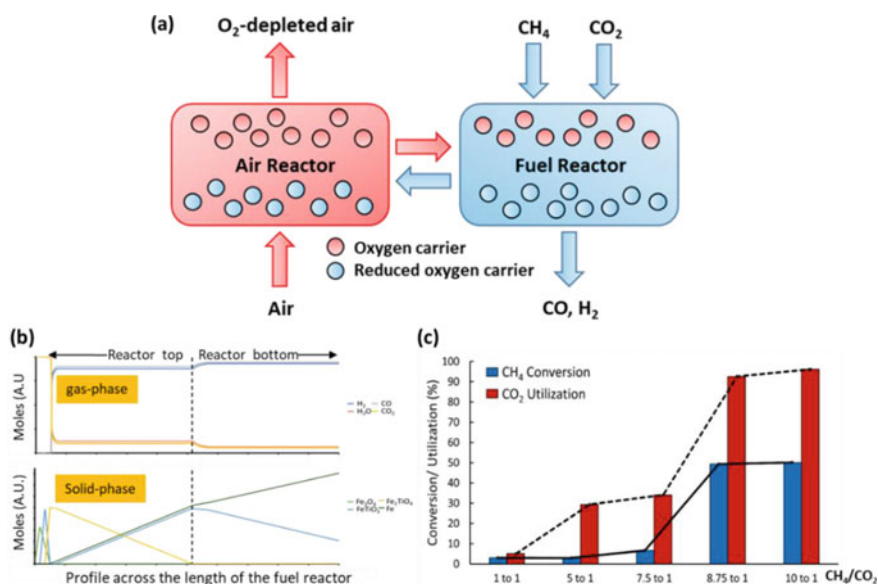 (a)
O₂-depleted air
CH₄ CO₂
Air Reactor
Fuel Reactor
Oxygen carrier
Reduced oxygen carrier
Air
CO, H₂
(b)
Reactor top Reactor bottom
Moles (A.U
gas-phase
H₂ CO
H₂O CO₂
Moles (A.U.)
Solid-phase
Fe₃O₄ Fe₂TiO₄
FeTiO₃ Fe
Profile across the length of the fuel reactor
(c)
Conversion/ Utilization (%)
100
90
80
70
60
50
40
30
20
10
0
CH₄ Conversion
CO₂ Utilization
1 to 1 5 to 1 7.5 to 1 8.75 to 1 10 to 1 CH₄/CO₂